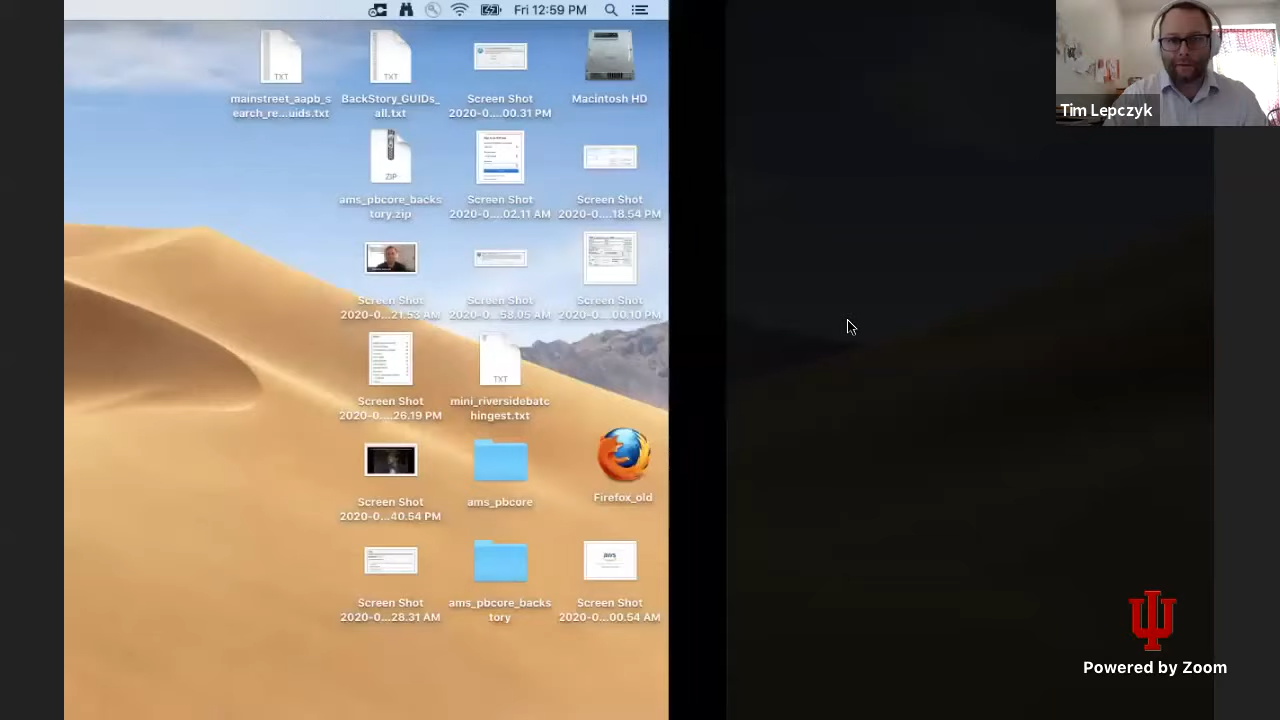 Fri 12:59 PM
TXT
mainstreet_aapb_s
earch_re...uids.txt
TXT
BackStory_GUIDs_
all.txt
Screen Shot
2020-0....00.31 PM
Macintosh HD
ZIP
ams_pbcore_backs
tory.zip
Screen Shot
2020-0....02.11 AM
Screen Shot
2020-0....18.54 PM
Screen Shot
2020-0...21.53 AM
Screen Shot
2020-0...58.05 AM
Screen Shot
2020-0....00.10 PM
Screen Shot
2020-0....26.19 PM
TXT
mini_riversidebatc
hingest.txt
Screen Shot
2020-0...40.54 PM
ams_pbcore
Firefox_old
Screen Shot
2020-0...28.31 AM
ams_pbcore_backs
tory
aws
Screen Shot
2020-0...00.54 AM
Tim Lepczyk
Powered by Zoom